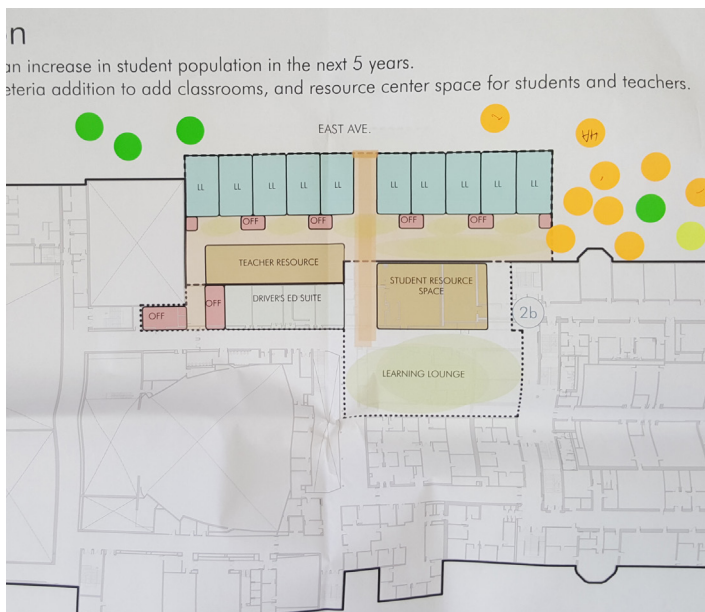 n
an increase in student population in the next 5 years.
eteria addition to add classrooms, and resource center space for students and teachers.
EAST AVE.
LL LL LL LL LL LL LL LL LL LL
OFF OFF OFF OFF
TEACHER RESOURCE
STUDENT RESOURCE
SPACE
OFF
DRIVER'S ED SUITE
OFF
2b
LEARNING LOUNGE